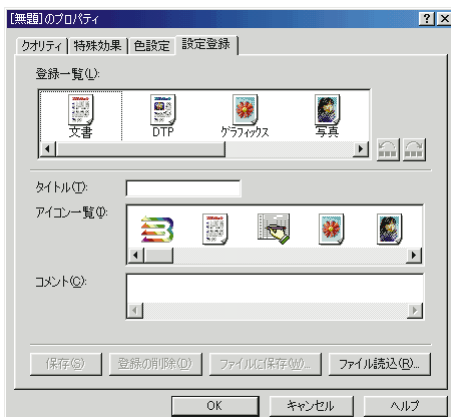 [無題]のプロパティ
クオリティ 特殊効果 色設定 設定登録
登録一覧(L):
文書 DTP グラフィックス 写真
タイトル(T):
アイコン一覧(I):
コメント(C):
保存(S) 登録の削除(D) ファイルに保存(W)... ファイル読込(R)...
OK キャンセル ヘルプ